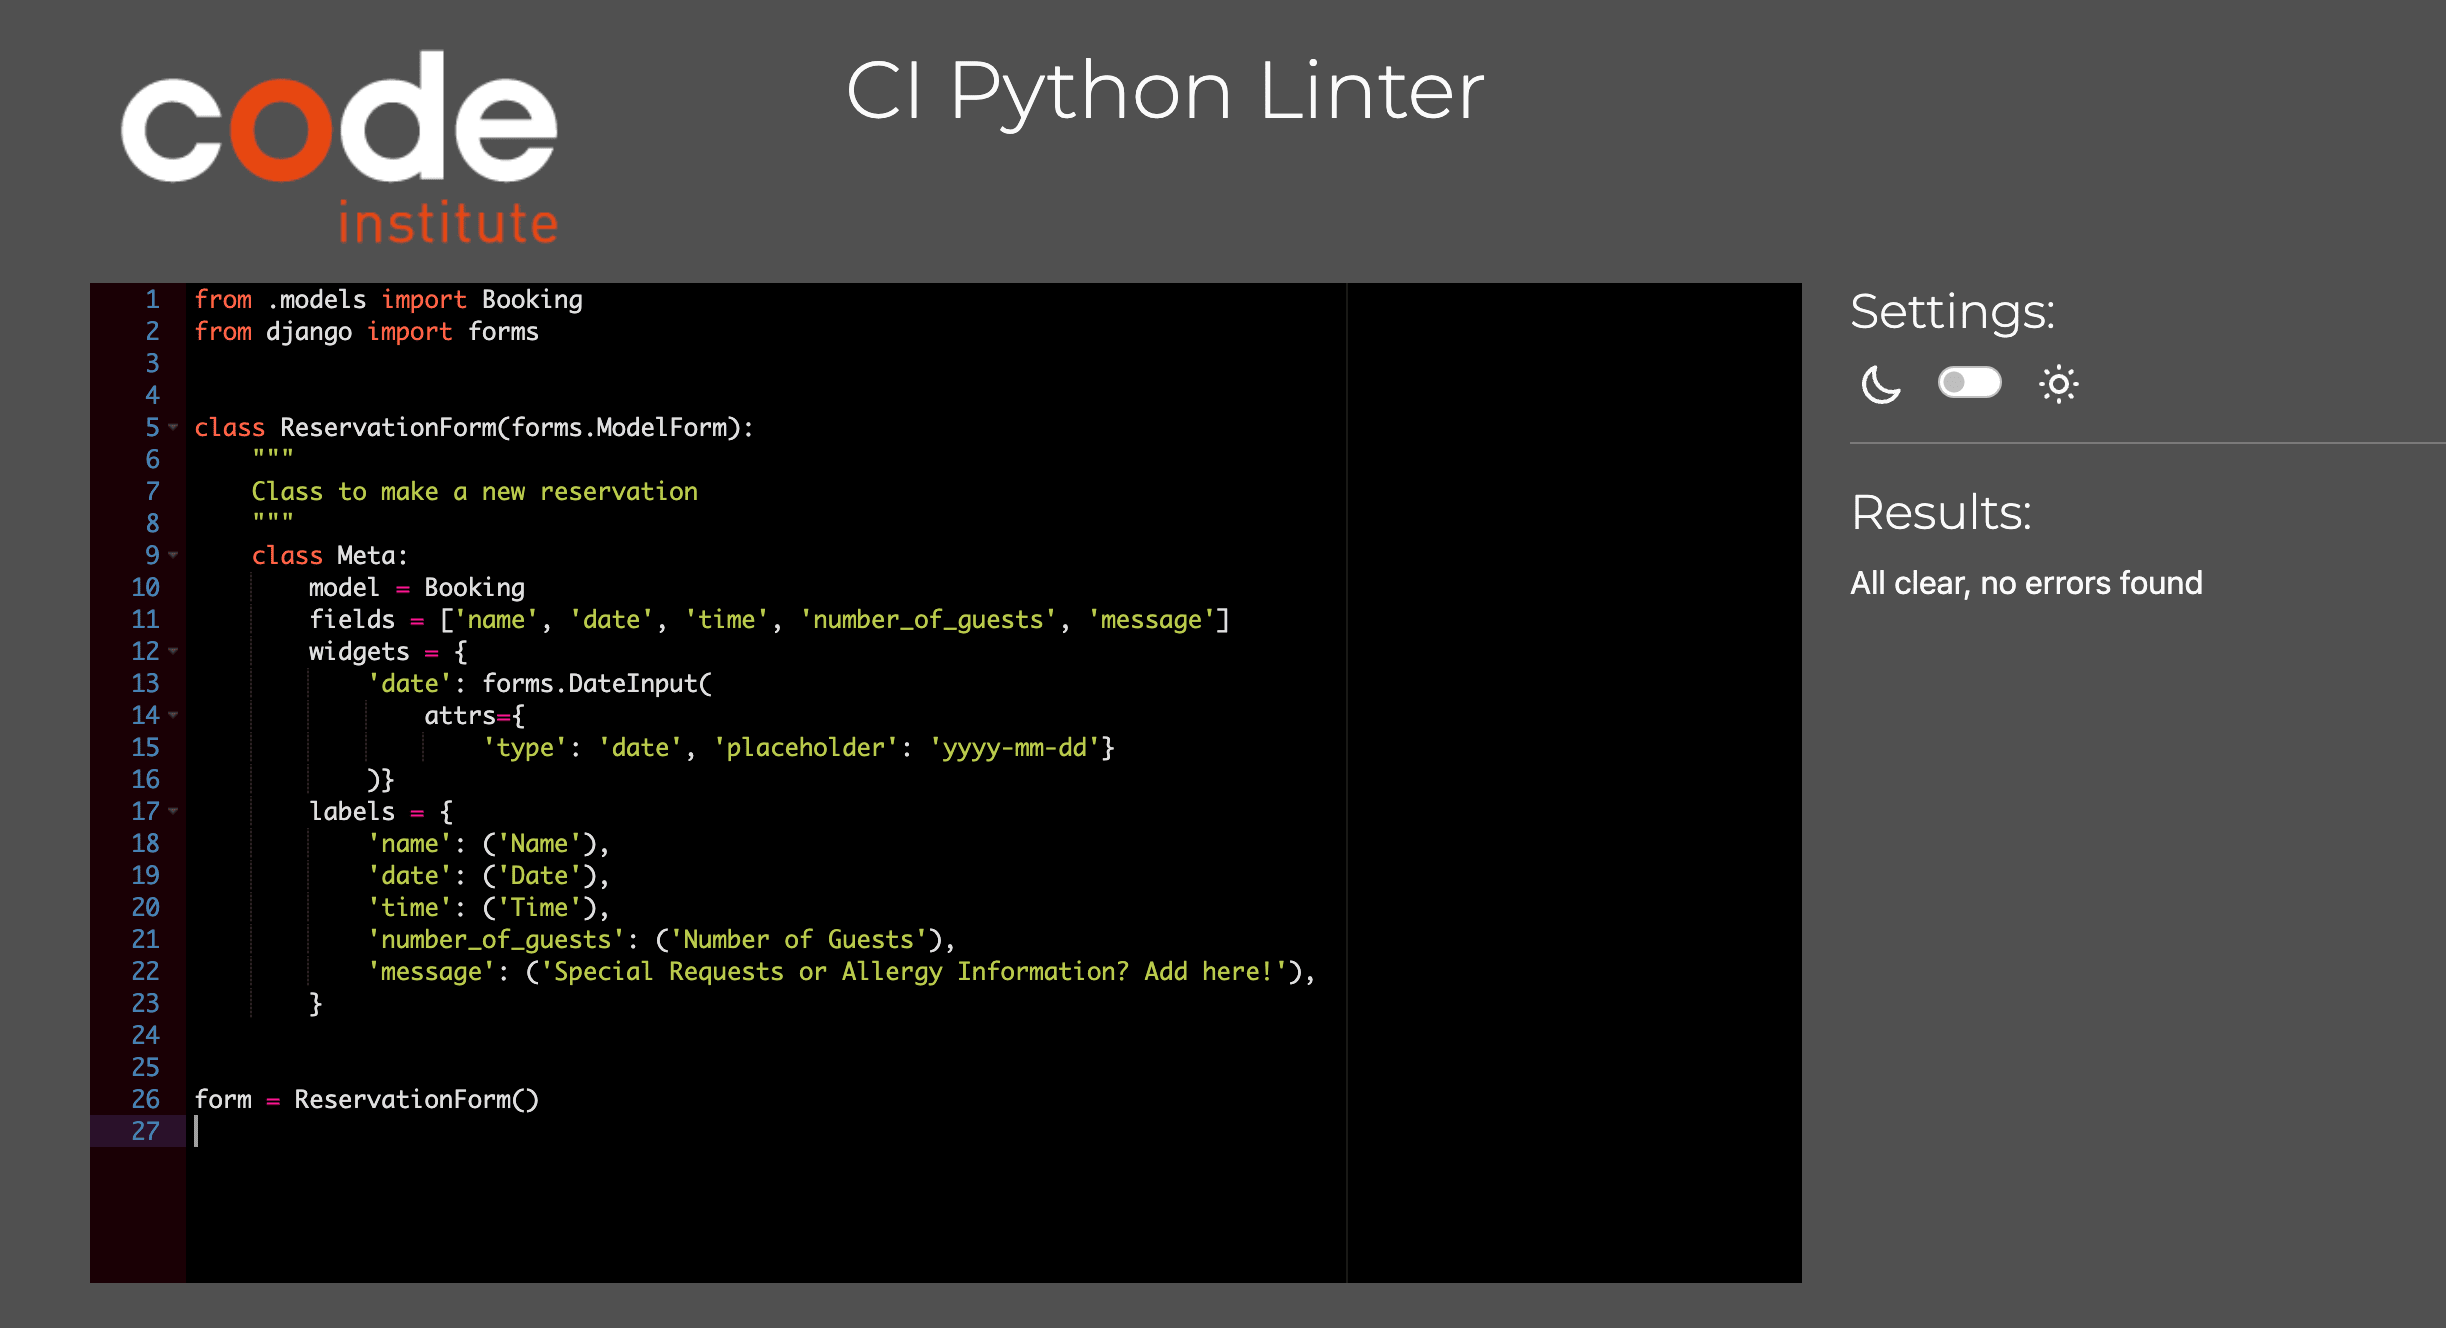 code
institute
CI Python Linter
1 from .models import Booking
2 from django import forms
3
4
5 class ReservationForm(forms.ModelForm):
6     """
7     Class to make a new reservation
8     """
9     class Meta:
10         model = Booking
11         fields = ['name', 'date', 'time', 'number_of_guests', 'message']
12         widgets = {
13             'date': forms.DateInput(
14                 attrs={
15                     'type': 'date', 'placeholder': 'yyyy-mm-dd'}
16             )}
17         labels = {
18             'name': ('Name'),
19             'date': ('Date'),
20             'time': ('Time'),
21             'number_of_guests': ('Number of Guests'),
22             'message': ('Special Requests or Allergy Information? Add here!'),
23         }
24
25
26 form = ReservationForm()
27
Settings:
Results:
All clear, no errors found